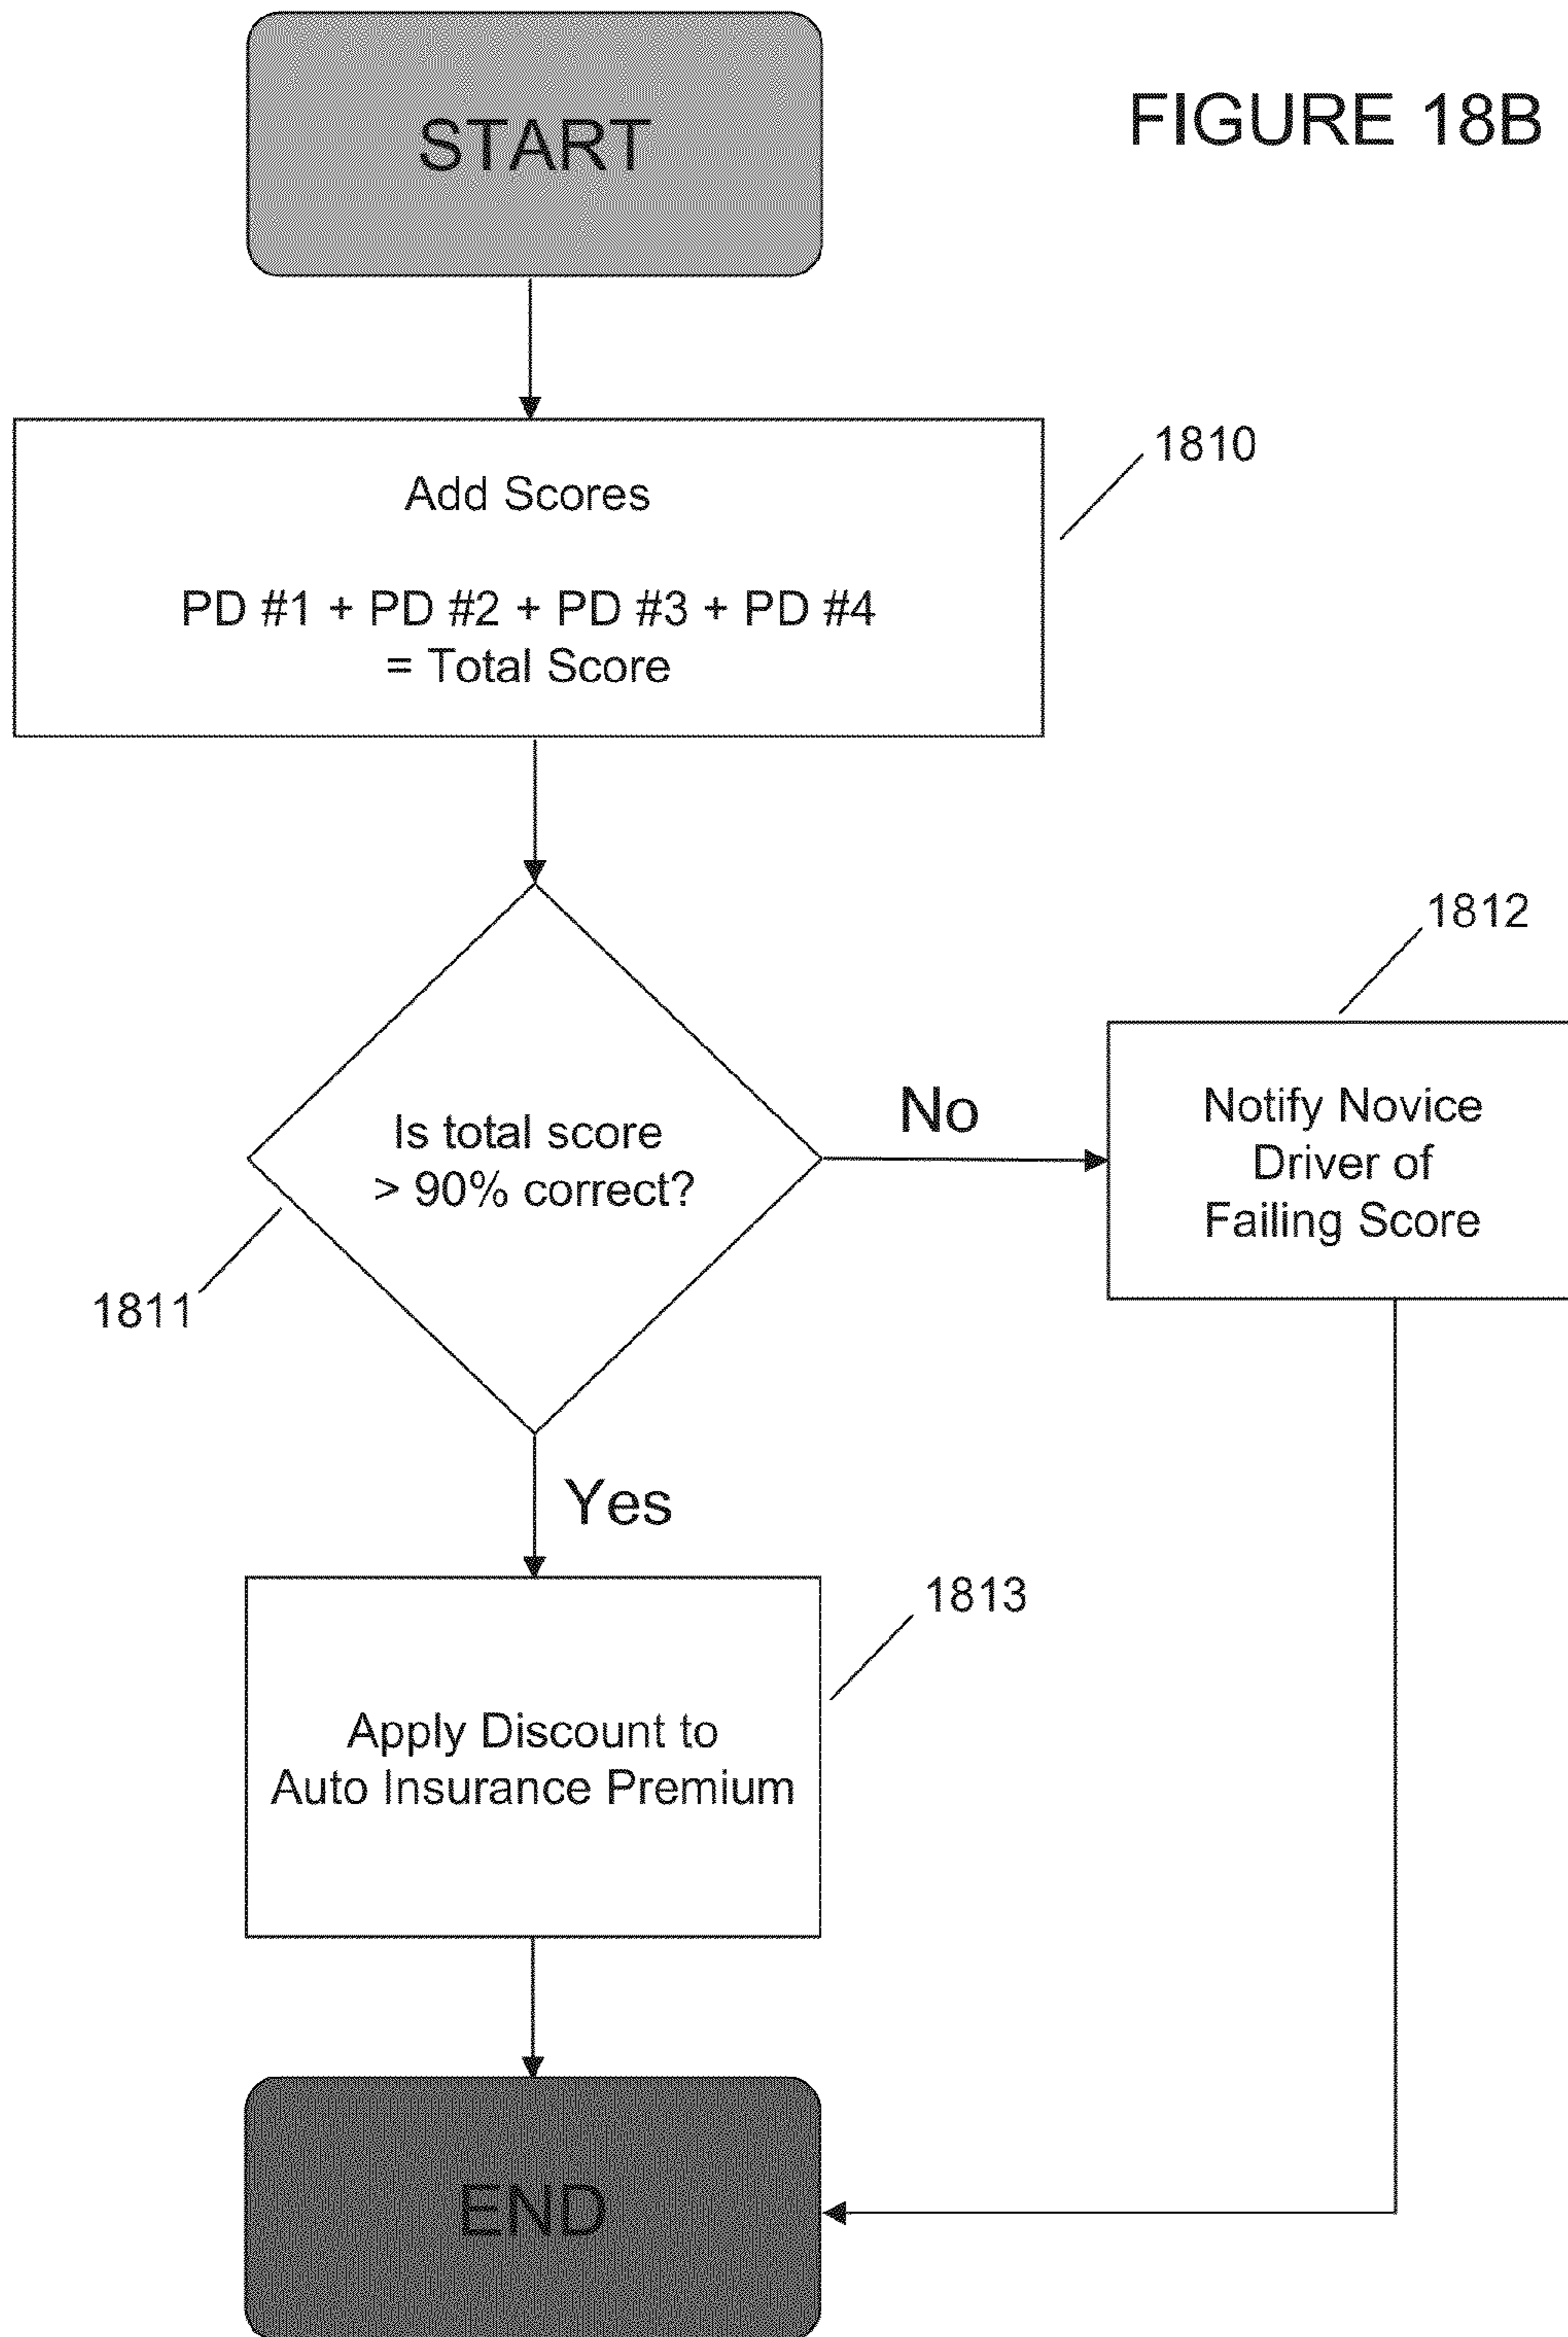 FIGURE 18B
START
1810
Add Scores
PD #1 + PD #2 + PD #3 + PD #4
= Total Score
1812
Is total score
> 90% correct?
No
Notify Novice
Driver of
Failing Score
1811
Yes
1813
Apply Discount to
Auto Insurance Premium
END